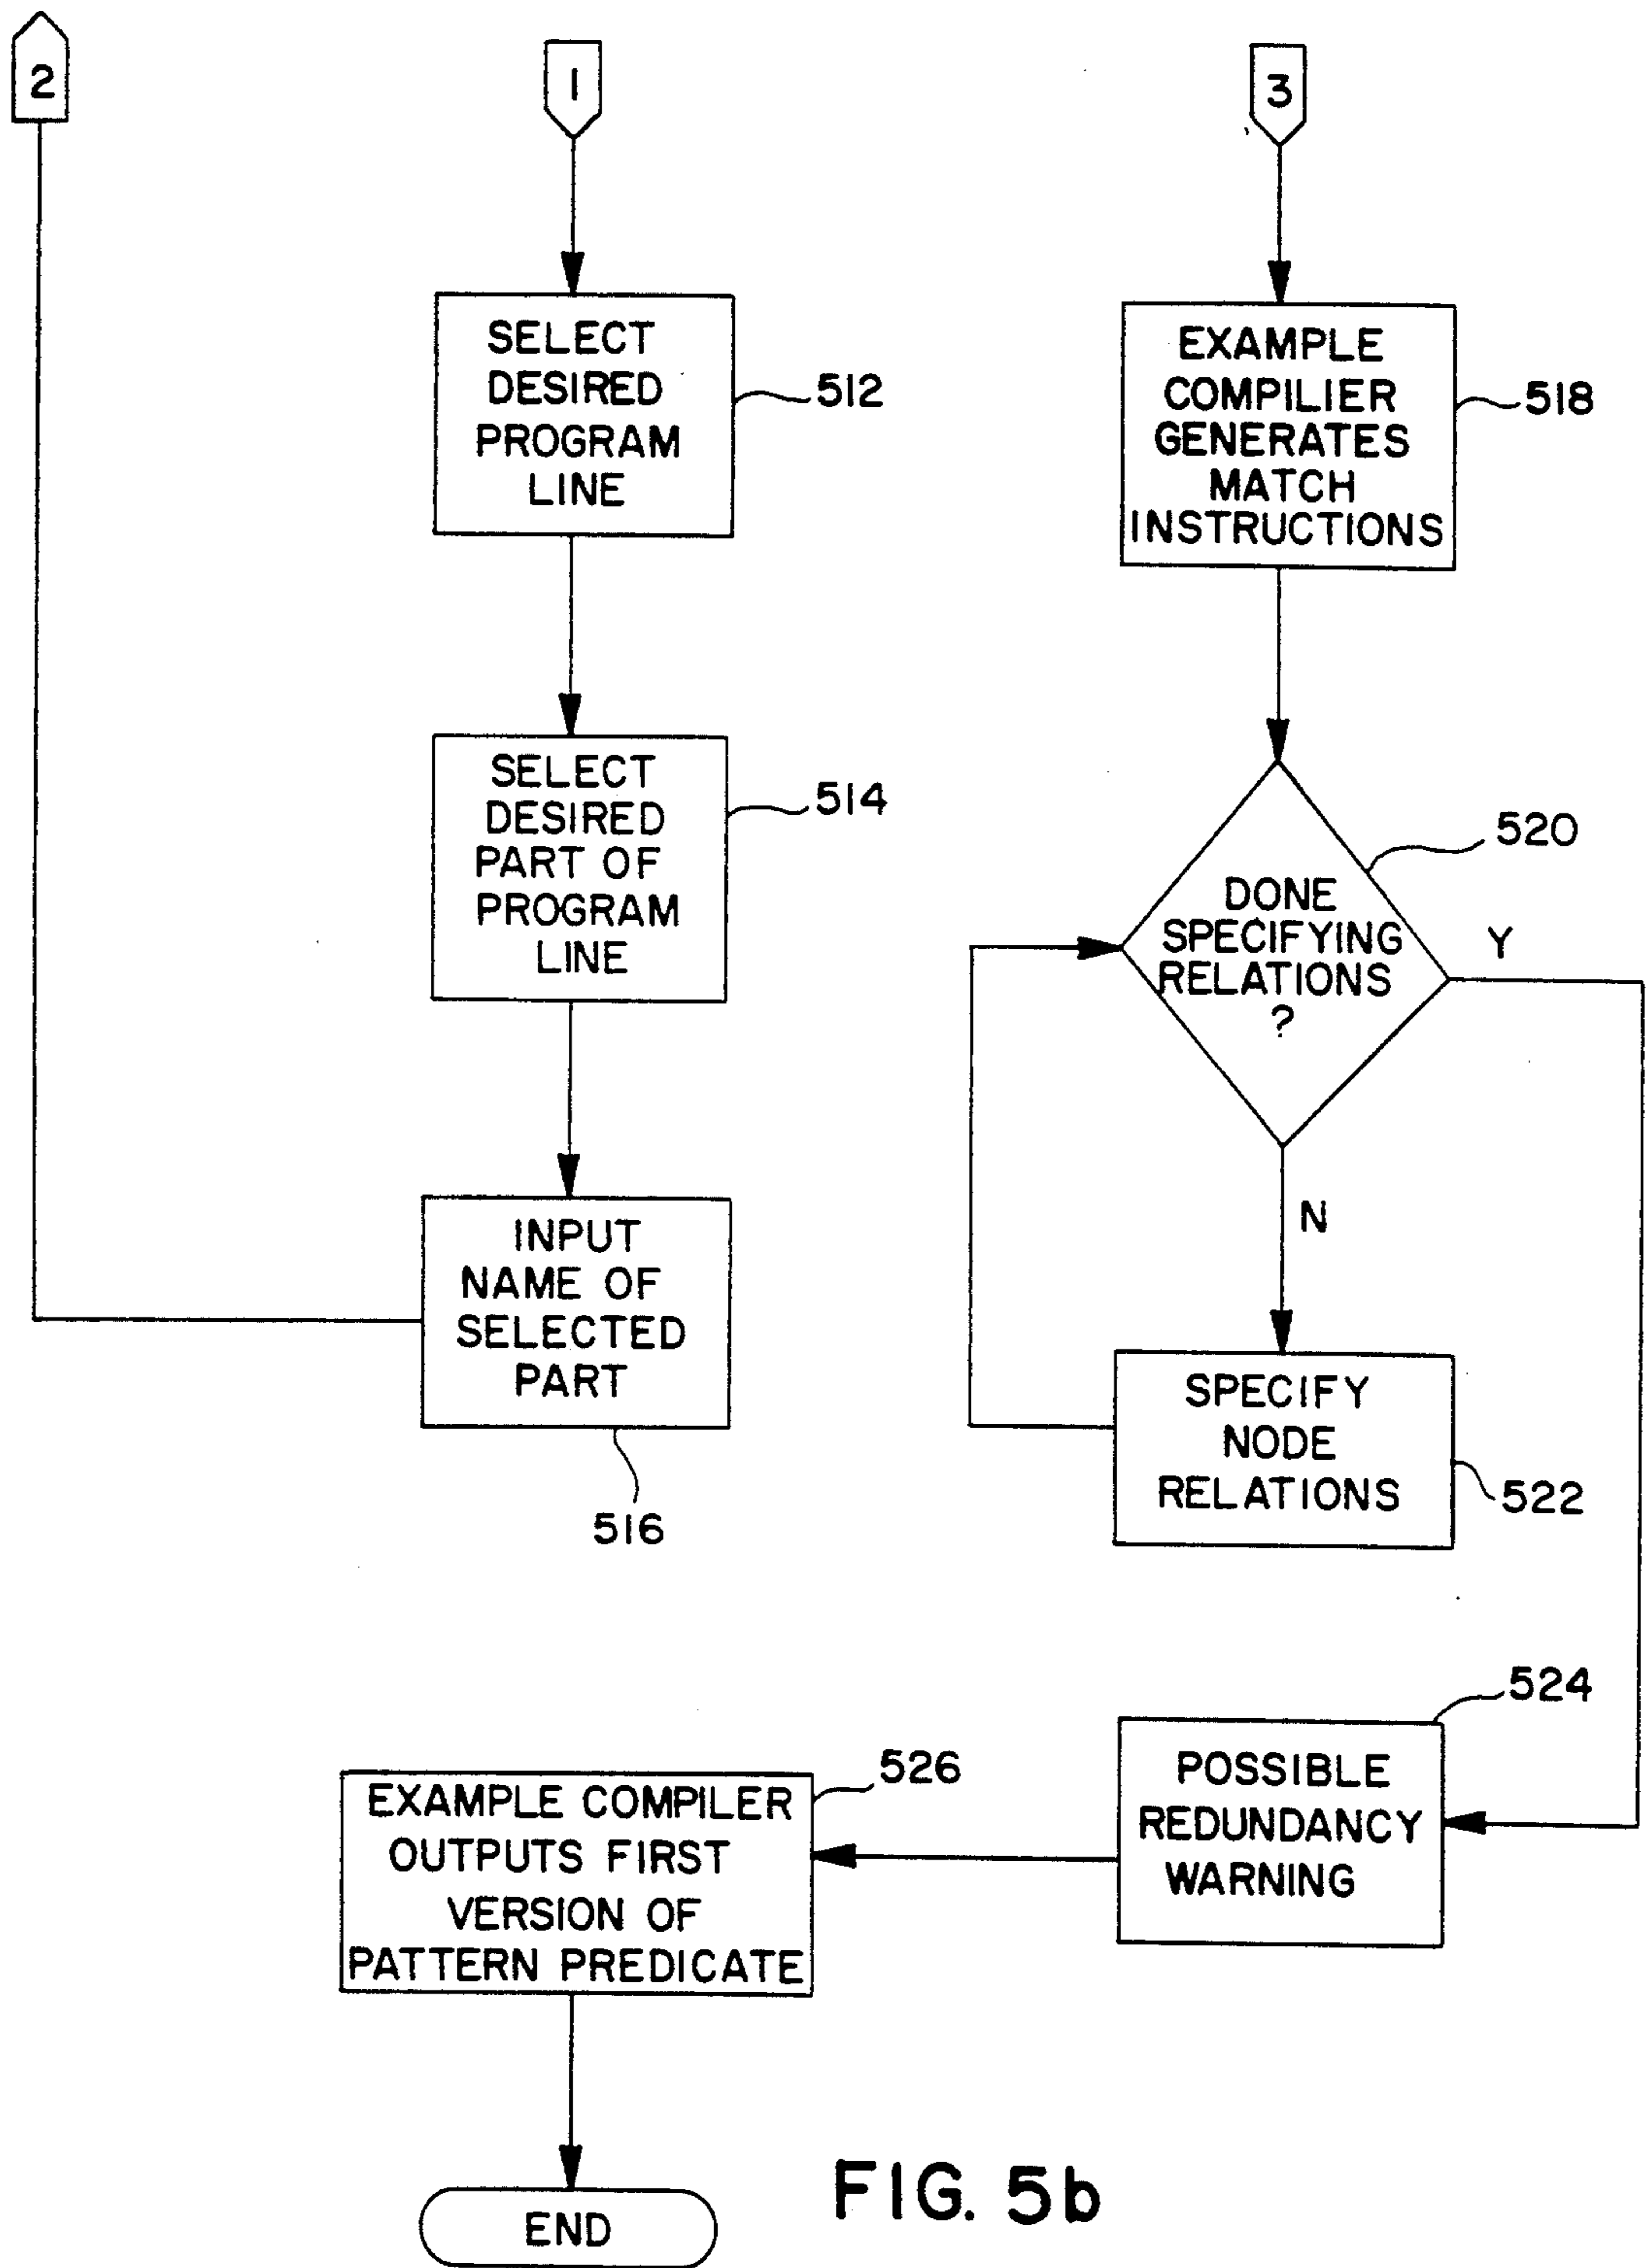 2
1
3
SELECT
DESIRED
PROGRAM
LINE
512
EXAMPLE
COMPILIER
GENERATES
MATCH
INSTRUCTIONS
518
SELECT
DESIRED
PART OF
PROGRAM
LINE
514
DONE
SPECIFYING
RELATIONS
?
520
Y
N
INPUT
NAME OF
SELECTED
PART
516
SPECIFY
NODE
RELATIONS
522
POSSIBLE
REDUNDANCY
WARNING
524
EXAMPLE COMPILER
OUTPUTS FIRST
VERSION OF
PATTERN PREDICATE
526
END
FIG. 5b